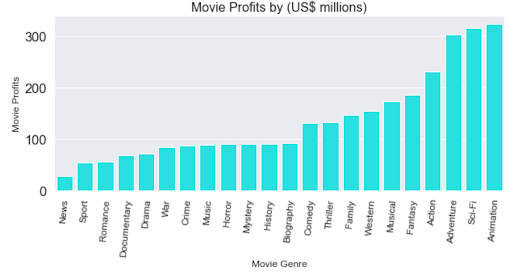 Movie Profits by (US$ millions)
Movie Profits
300
200
100
0
News
Sport
Romance
Documentary
Drama
War
Crime
Music
Horror
Mystery
History
Biography
Comedy
Thriller
Family
Western
Musical
Fantasy
Action
Adventure
Sci-Fi
Animation
Movie Genre